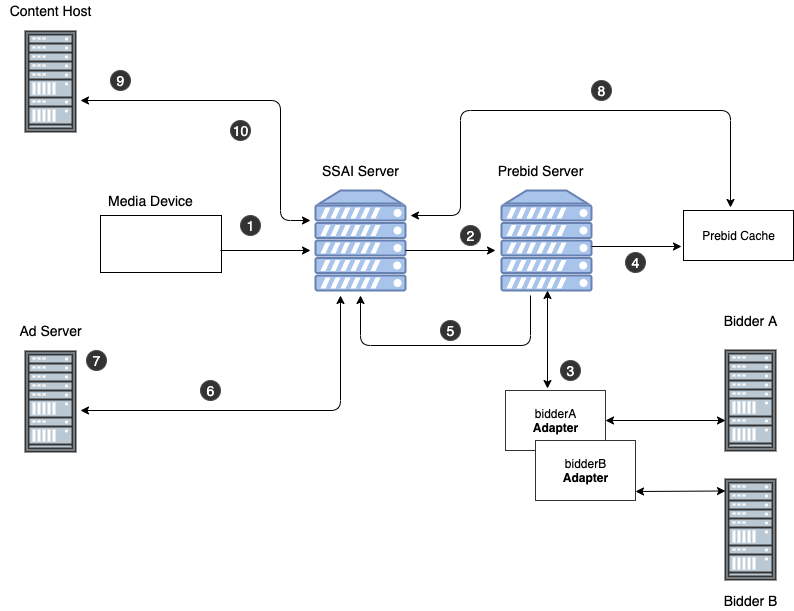 Content Host
9
8
10
SSAI Server
Prebid Server
Media Device
1
2
4
Prebid Cache
Ad Server
7
5
6
3
Bidder A
bidderA
Adapter
bidderB
Adapter
Bidder B